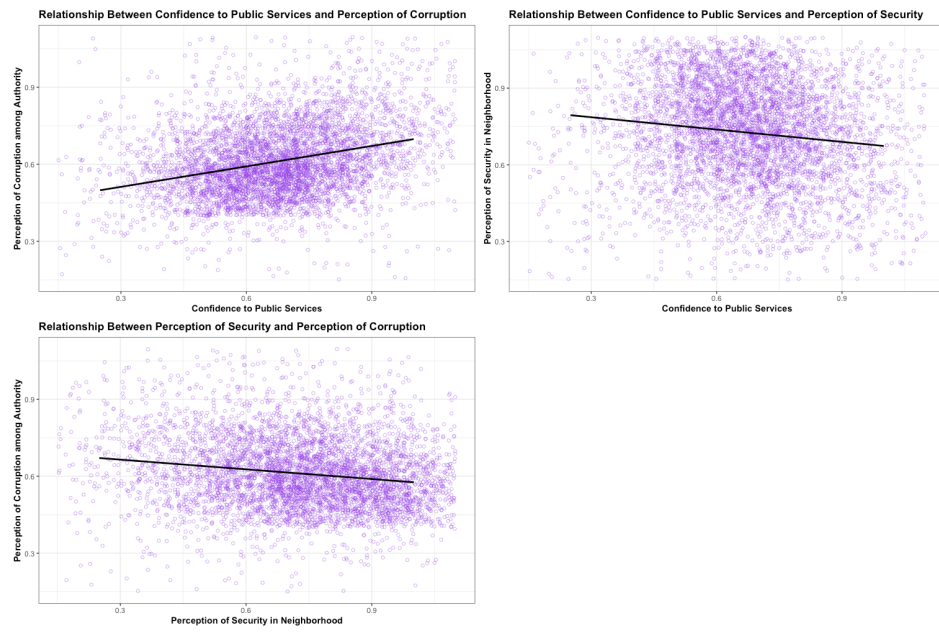 Relationship Between Confidence to Public Services and Perception of Corruption
Perception of Corruption among Authority
0.9
0.6
0.3
0.3 0.6 0.9
Confidence to Public Services
Relationship Between Confidence to Public Services and Perception of Security
Perception of Security in Neighborhood
0.9
0.6
0.3
0.3 0.6 0.9
Confidence to Public Services
Relationship Between Perception of Security and Perception of Corruption
Perception of Corruption among Authority
0.9
0.6
0.3
0.3 0.6 0.9
Perception of Security in Neighborhood